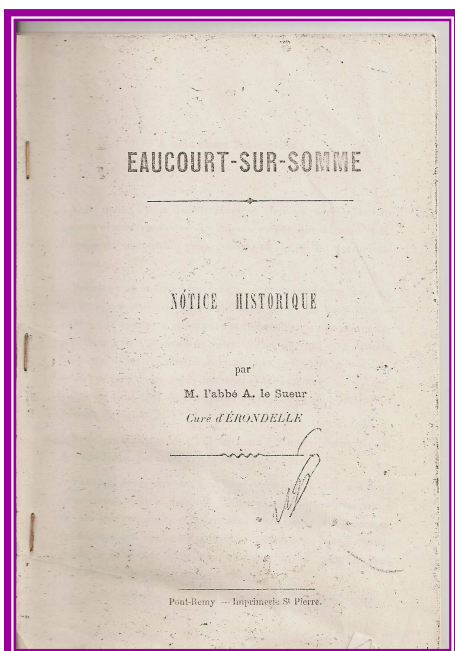 EAUCOURT-SUR-SOMME
NOTICE HISTORIQUE
par
M. l'abbé A. le Sueur
Curé d'ÉRONDELLE
Pont-Remy — Imprimerie St Pierre.